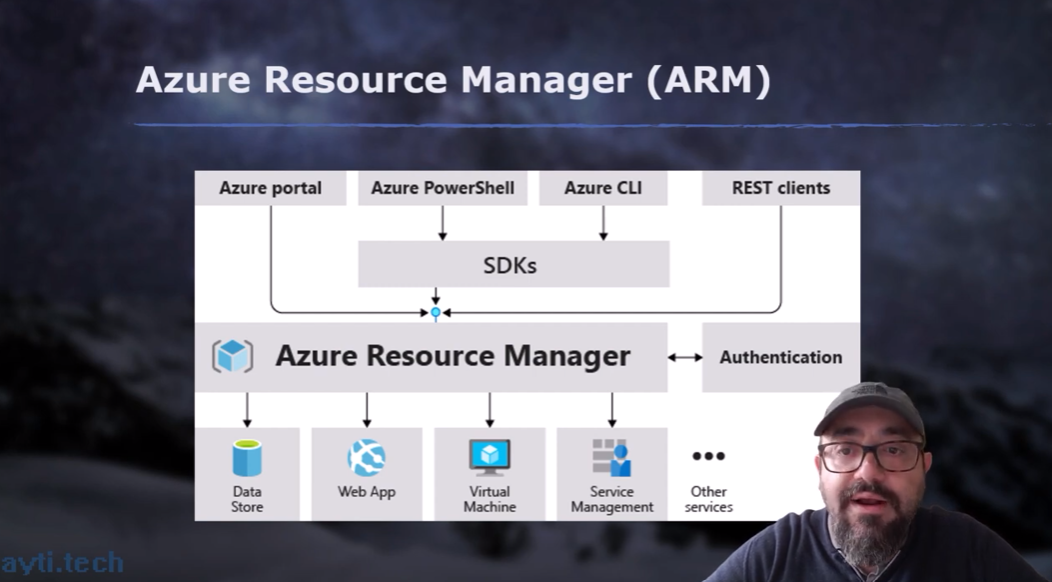 Azure Resource Manager (ARM)
Azure portal
Azure PowerShell
Azure CLI
REST clients
SDKs
Azure Resource Manager
Authentication
Data
Store
Web App
Virtual
Machine
Service
Management
Other
services
ayti.tech